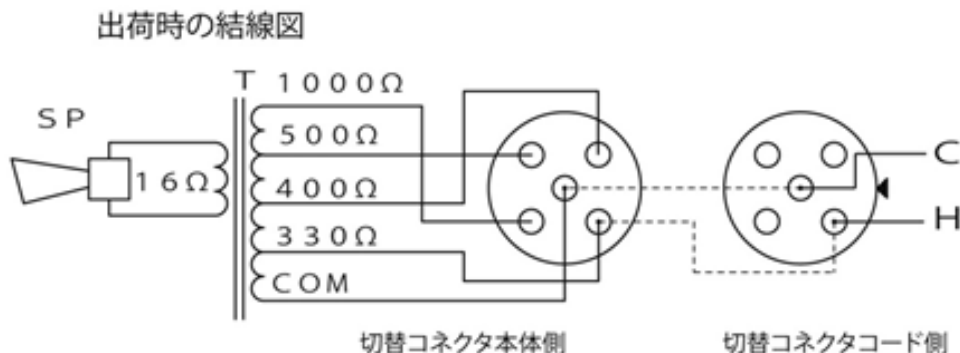 出荷時の結線図
T
1000Ω
SP
500Ω
C
16Ω
400Ω
H
330Ω
COM
切替コネクタ本体側
切替コネクタコード側